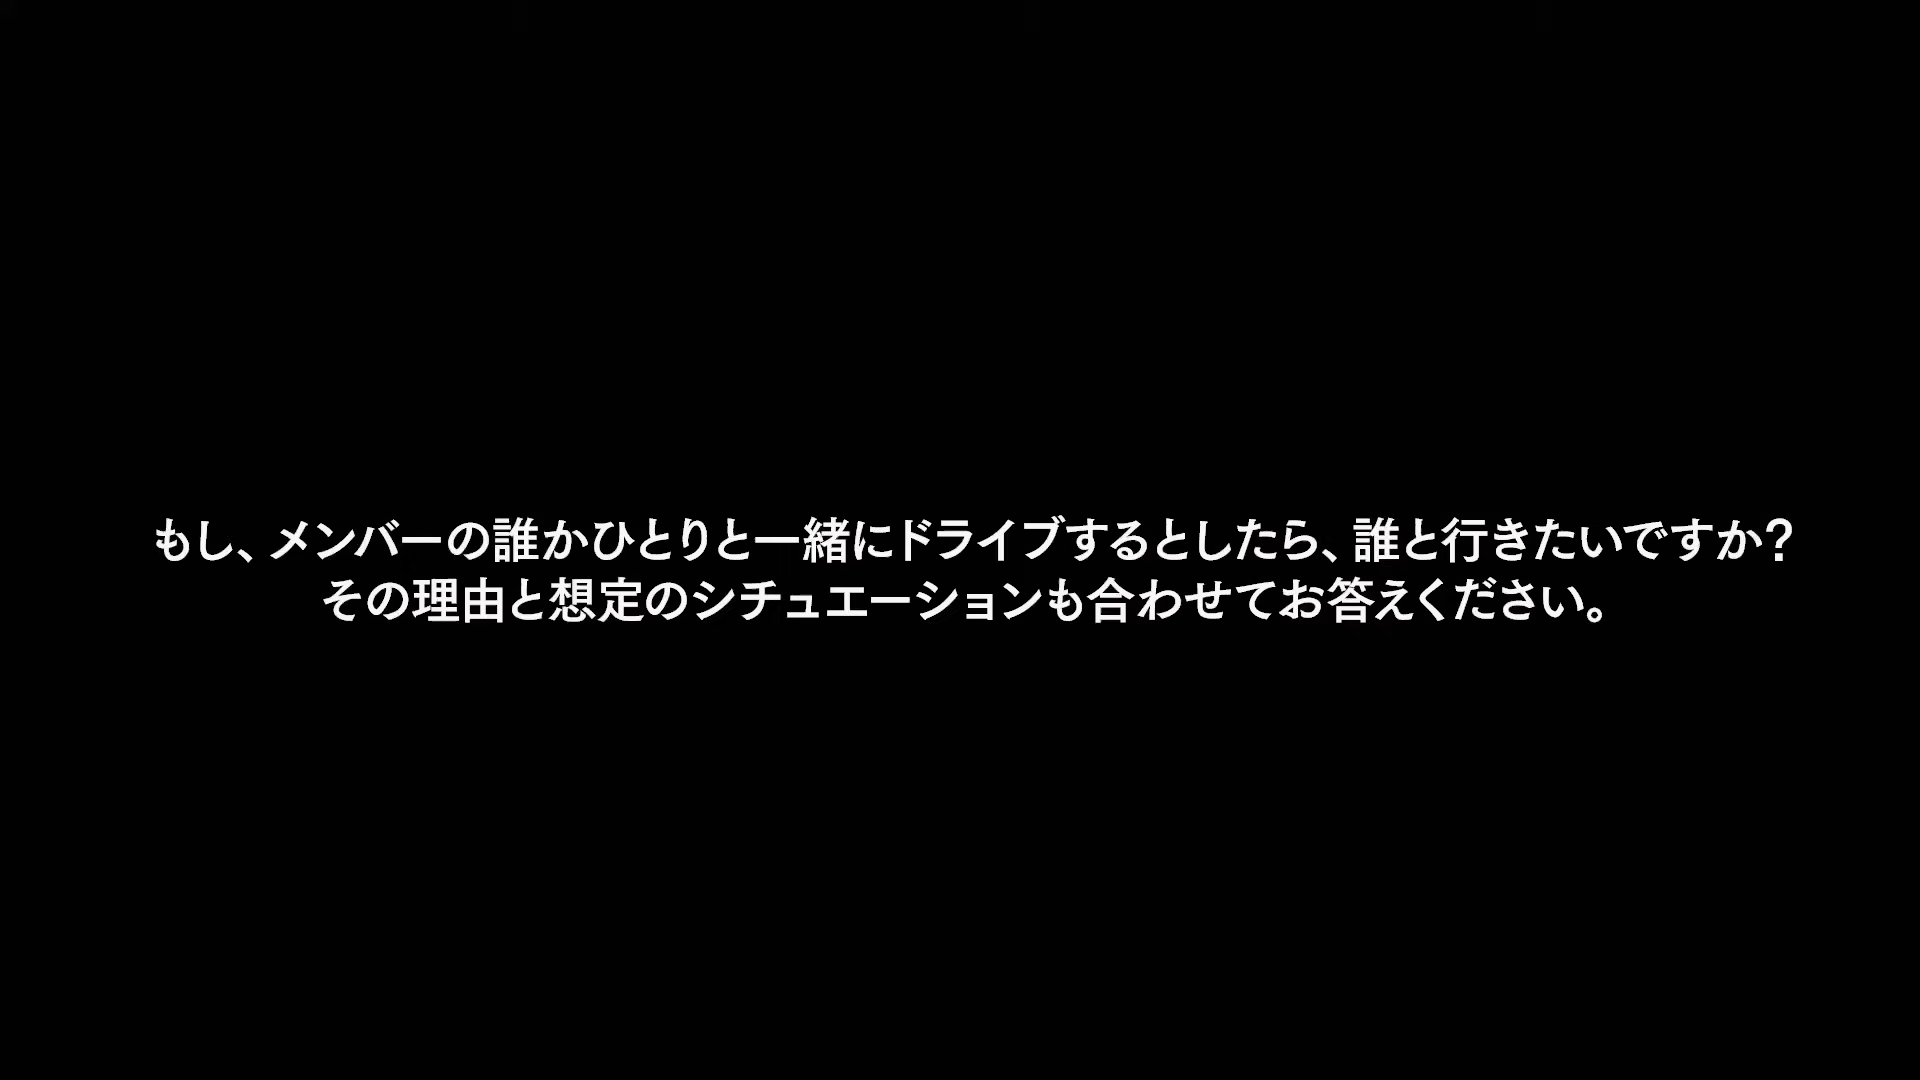 もし、メンバーの誰かひとりと一緒にドライブするとしたら、誰と行きたいですか?
その理由と想定のシチュエーションも合わせてお答えください。